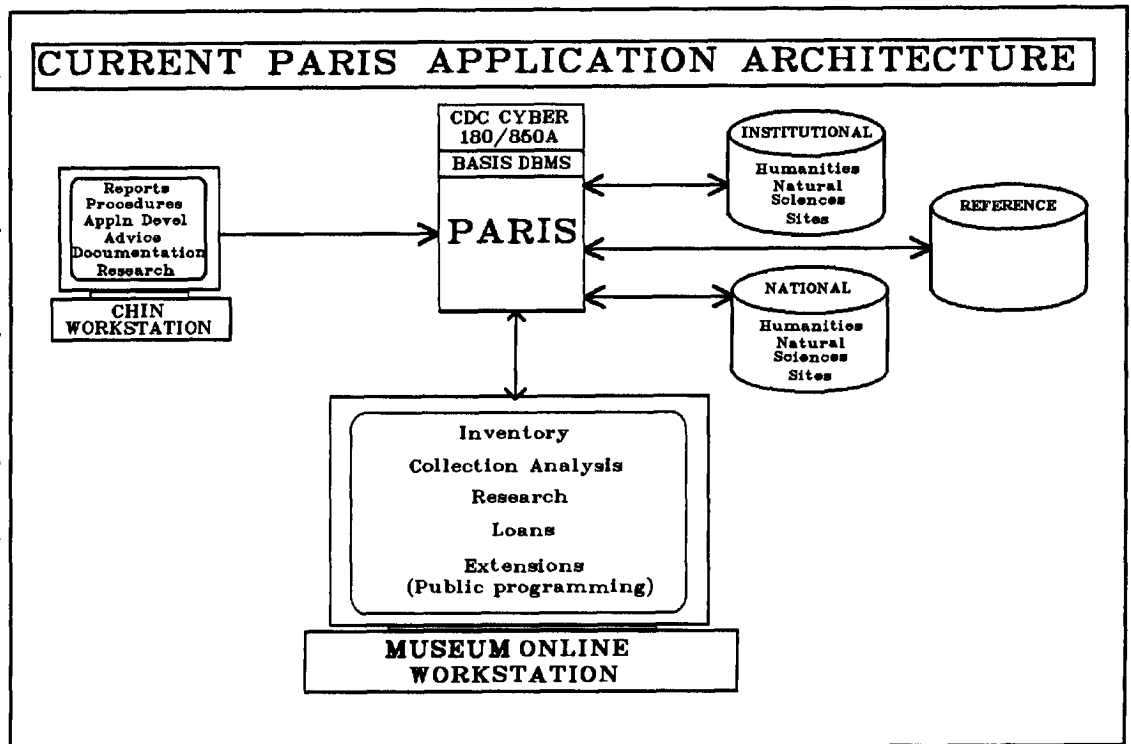 CURRENT PARIS APPLICATION ARCHITECTURE
CDC CYBER
180/850A
BASIS DBMS
PARIS
Reports
Procedures
Appln Devel
Advice
Documentation
Research
CHIN
WORKSTATION
INSTITUTIONAL
Humanities
Natural
Sciences
Sites
REFERENCE
NATIONAL
Humanities
Natural
Sciences
Sites
Inventory
Collection Analysis
Research
Loans
Extensions
(Public programming)
MUSEUM ONLINE
WORKSTATION